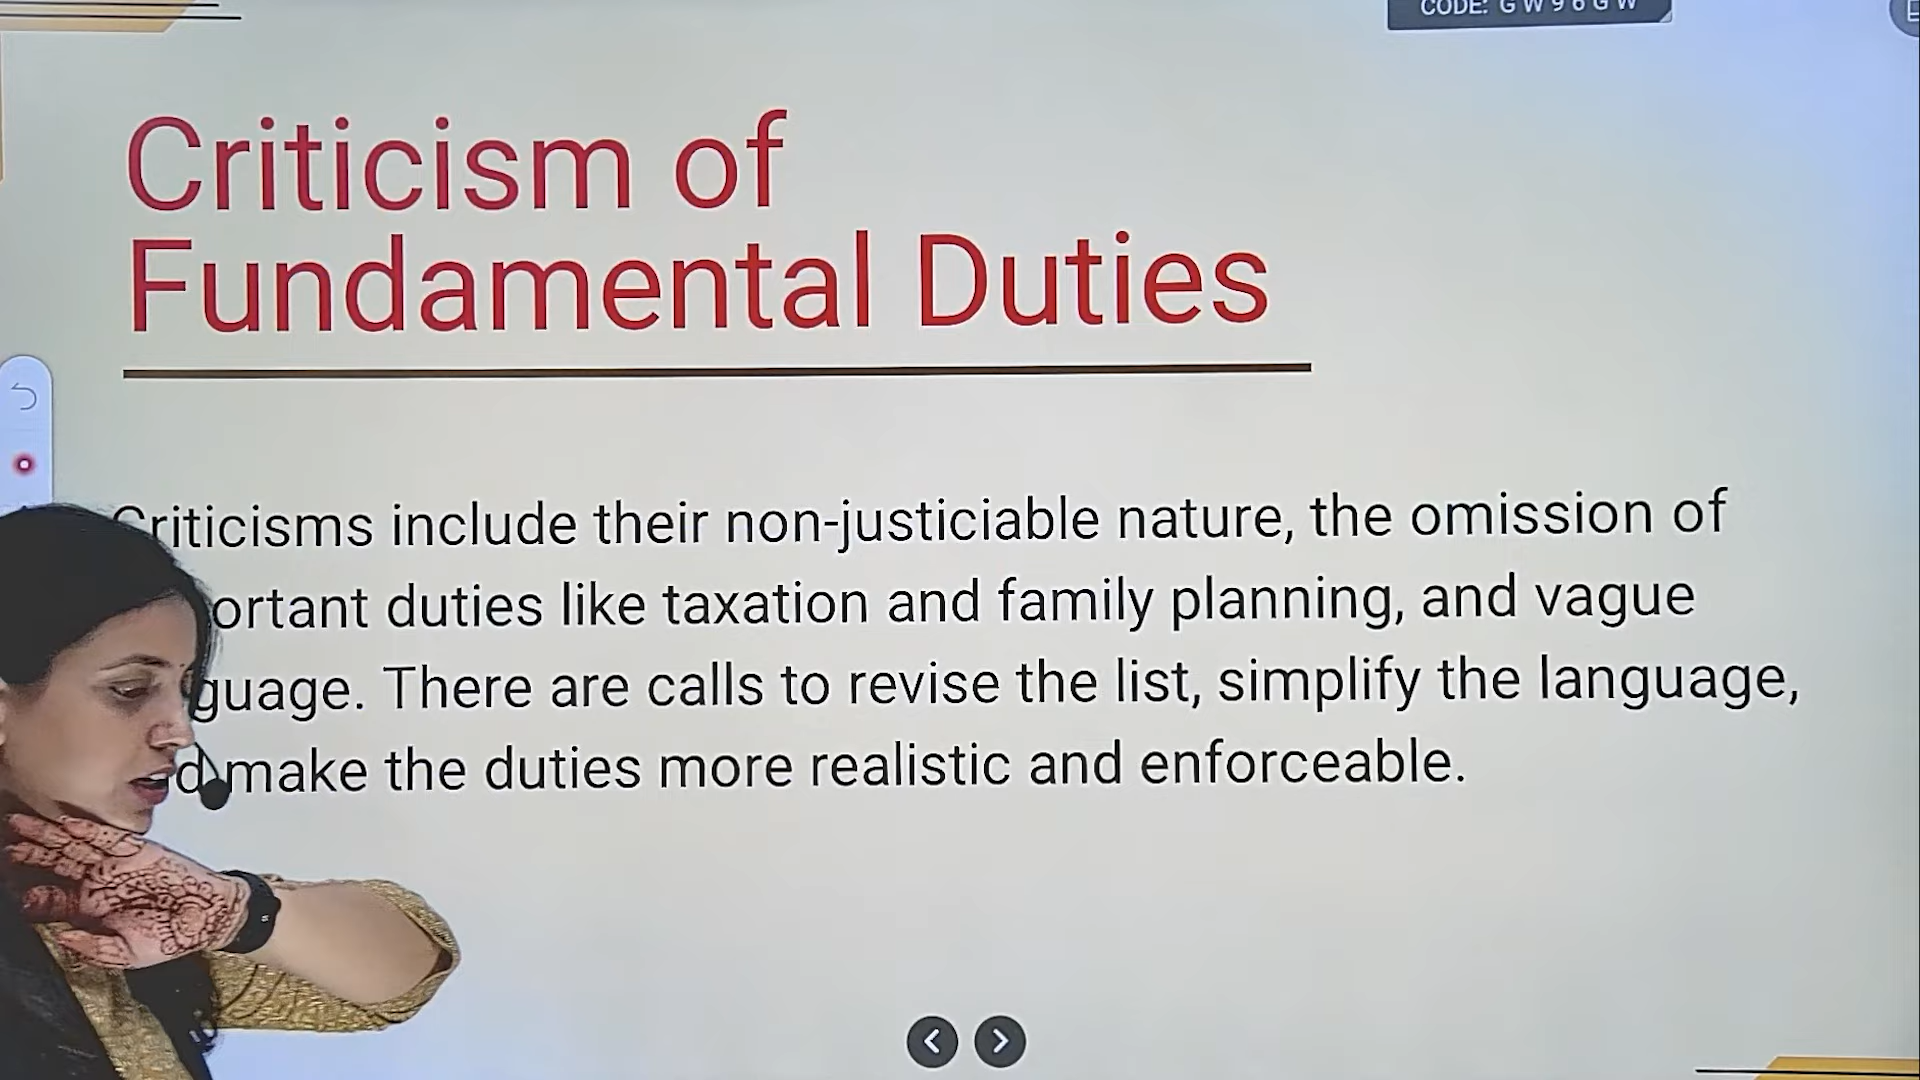 CODE: GW96GW
Criticism of
Fundamental Duties
Criticisms include their non-justiciable nature, the omission of
duties like taxation and family planning, and vague
There are calls to revise the list, simplify the language,
make the duties more realistic and enforceable.